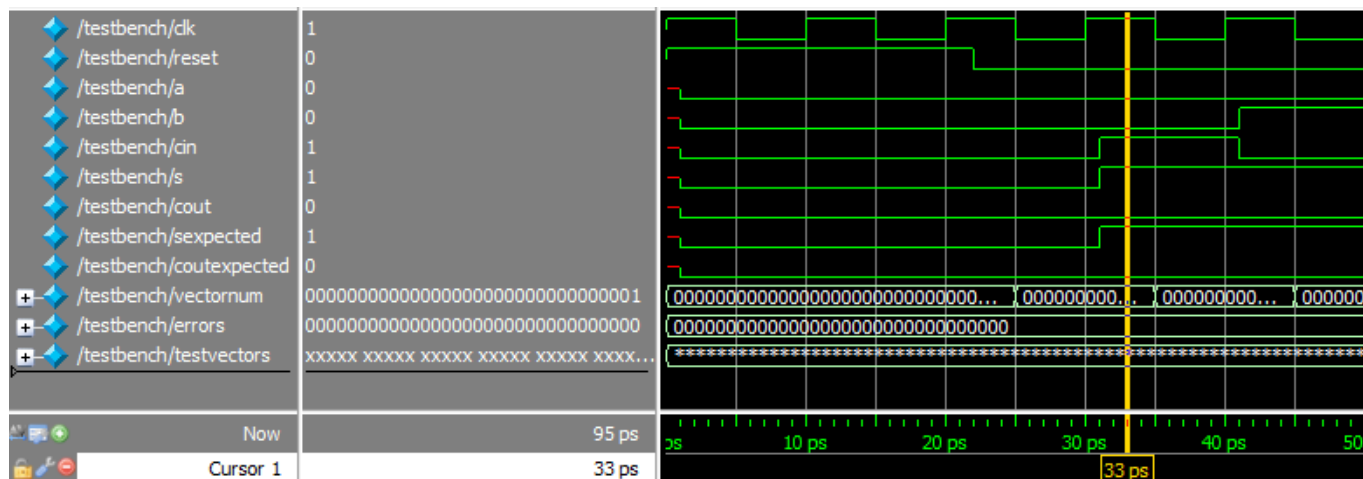 /testbench/clk 1
/testbench/reset 0
/testbench/a 0
/testbench/b 0
/testbench/cin 1
/testbench/s 1
/testbench/cout 0
/testbench/sexpected 1
/testbench/coutexpected 0
/testbench/vectornum 00000000000000000000000000000001 000000000000000000000000000... 000000000... 000000000... 000000
/testbench/errors 00000000000000000000000000000000 00000000000000000000000000000000
/testbench/testvectors xxxxx xxxxx xxxxx xxxxx xxxxx xxxx...
Now 95 ps ps 10 ps 20 ps 30 ps 40 ps 50
Cursor 1 33 ps 33 ps